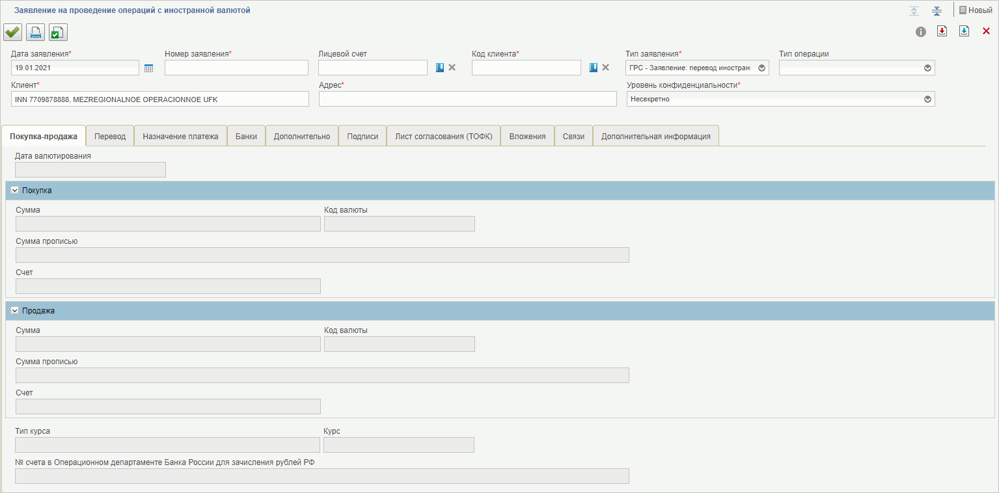 Заявление на проведение операций с иностранной валютой
Новый
Дата заявления* Номер заявления* Лицевой счет Код клиента* Тип заявления* Тип операции
19.01.2021 ГРС - Заявление: перевод иностран
Клиент* Адрес* Уровень конфиденциальности*
INN 7709878888, MEZREGIONALNOE OPERACIONNOE UFK Несекретно
Покупка-продажа Перевод Назначение платежа Банки Дополнительно Подписи Лист согласования (ТОФК) Вложения Связи Дополнительная информация
Дата валютирования
Покупка
Сумма Код валюты
Сумма прописью
Счет
Продажа
Сумма Код валюты
Сумма прописью
Счет
Тип курса Курс
№ счета в Операционном департаменте Банка России для зачисления рублей РФ